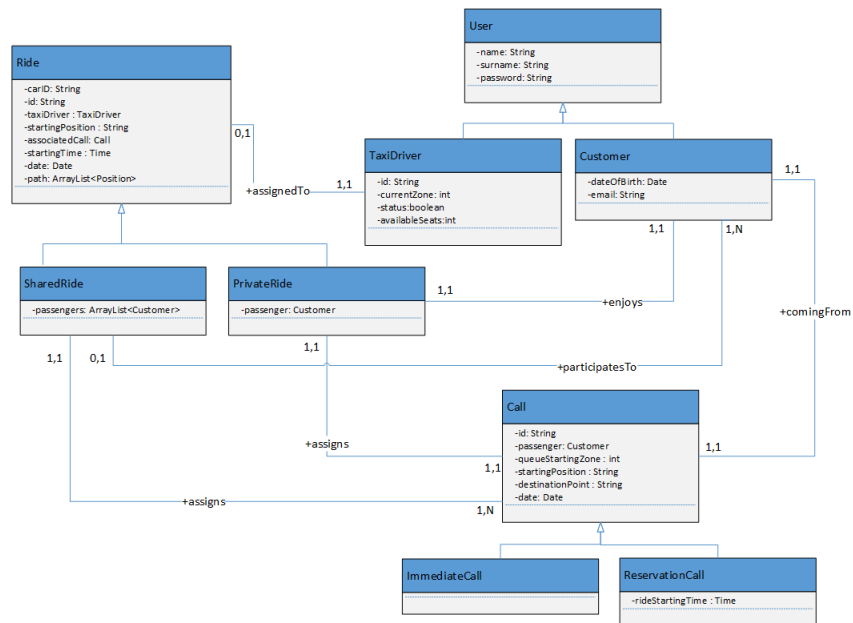 User
-name: String
-surname: String
-password: String
Ride
-carID: String
-id: String
-taxiDriver : TaxiDriver
-startingPosition : String
-associatedCall: Call
-startingTime : Time
-date: Date
-path: ArrayList<Position>
0,1
+assignedTo
1,1
TaxiDriver
-id: String
-currentZone: int
-status:boolean
-availableSeats:int
Customer
-dateOfBirth: Date
-email: String
1,1
1,1
1,N
SharedRide
-passengers: ArrayList<Customer>
PrivateRide
-passenger: Customer
1,1
+enjoys
+comingFrom
1,1
0,1
1,1
+participatesTo
Call
-id: String
-passenger: Customer
-queueStartingZone : int
-startingPosition : String
-destinationPoint : String
-date: Date
+assigns
1,1
1,1
+assigns
1,N
ImmediateCall
ReservationCall
-rideStartingTime : Time